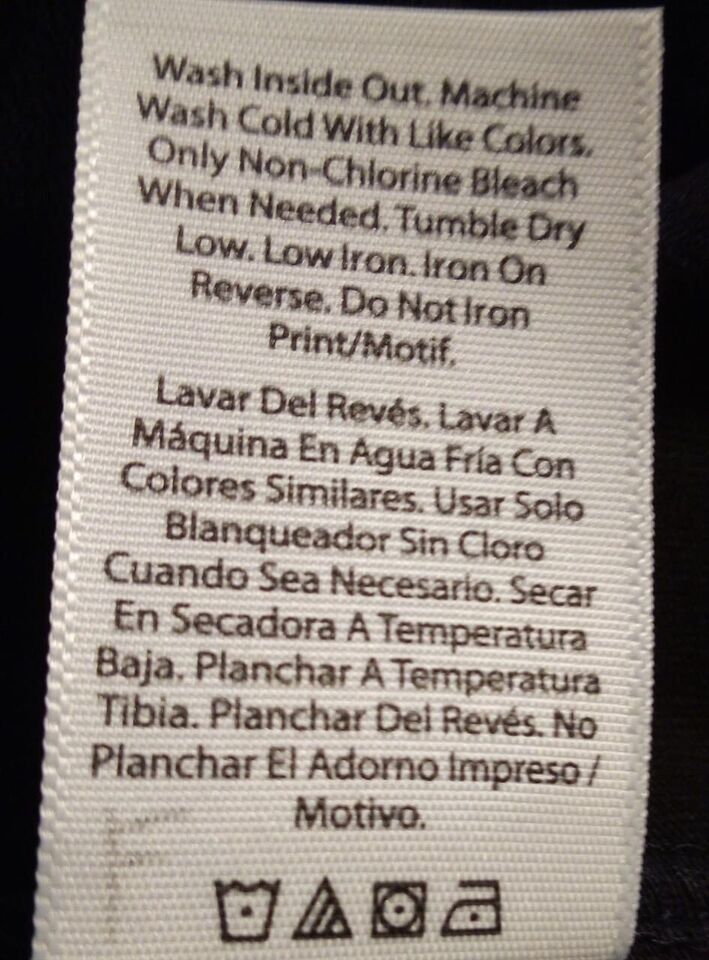 Wash Inside Out. Machine
Wash Cold With Like Colors.
Only Non-Chlorine Bleach
When Needed. Tumble Dry
Low. Low Iron. Iron On
Reverse. Do Not Iron
Print/Motif.
Lavar Del Revés. Lavar A
Máquina En Agua Fría Con
Colores Similares. Usar Solo
Blanqueador Sin Cloro
Cuando Sea Necesario. Secar
En Secadora A Temperatura
Baja. Planchar A Temperatura
Tibia. Planchar Del Revés. No
Planchar El Adorno Impreso /
Motivo.